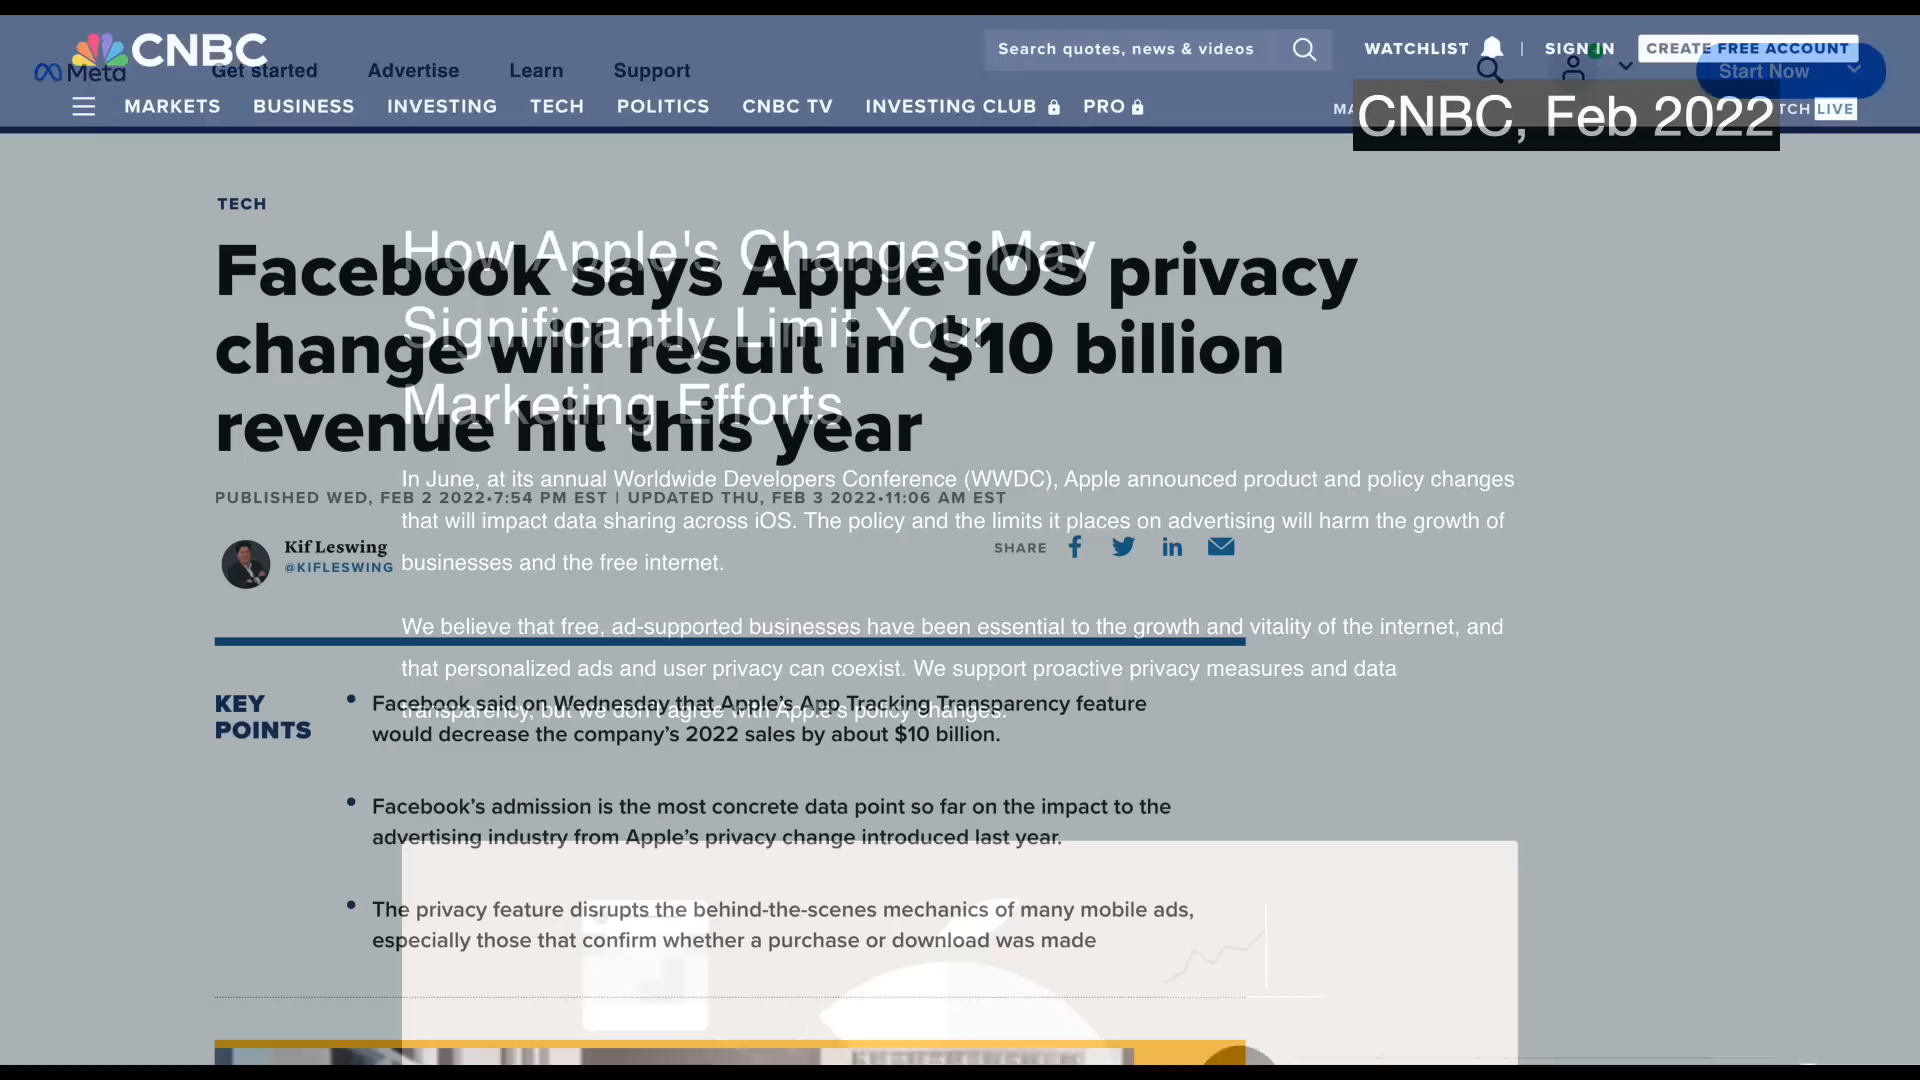 CNBC
Search quotes, news & videos
WATCHLIST | SIGN IN
CREATE FREE ACCOUNT
Meta
Get started Advertise Learn Support
Start Now
MARKETS BUSINESS INVESTING TECH POLITICS CNBC TV INVESTING CLUB PRO
LIVE
CNBC, Feb 2022
TECH
Facebook says Apple iOS privacy
change will result in $10 billion
revenue hit this year
How Apple's Changes May
Significantly Limit Your
Marketing Efforts
PUBLISHED WED, FEB 2 2022•7:54 PM EST | UPDATED THU, FEB 3 2022•11:06 AM EST
In June, at its annual Worldwide Developers Conference (WWDC), Apple announced product and policy changes
that will impact data sharing across iOS. The policy and the limits it places on advertising will harm the growth of
businesses and the free internet.
Kif Leswing
@KIFLESWING
SHARE
We believe that free, ad-supported businesses have been essential to the growth and vitality of the internet, and
that personalized ads and user privacy can coexist. We support proactive privacy measures and data
transparency, but we don't agree with Apple's policy changes.
KEY
POINTS
• Facebook said on Wednesday that Apple's App Tracking Transparency feature
would decrease the company's 2022 sales by about $10 billion.
• Facebook's admission is the most concrete data point so far on the impact to the
advertising industry from Apple's privacy change introduced last year.
• The privacy feature disrupts the behind-the-scenes mechanics of many mobile ads,
especially those that confirm whether a purchase or download was made